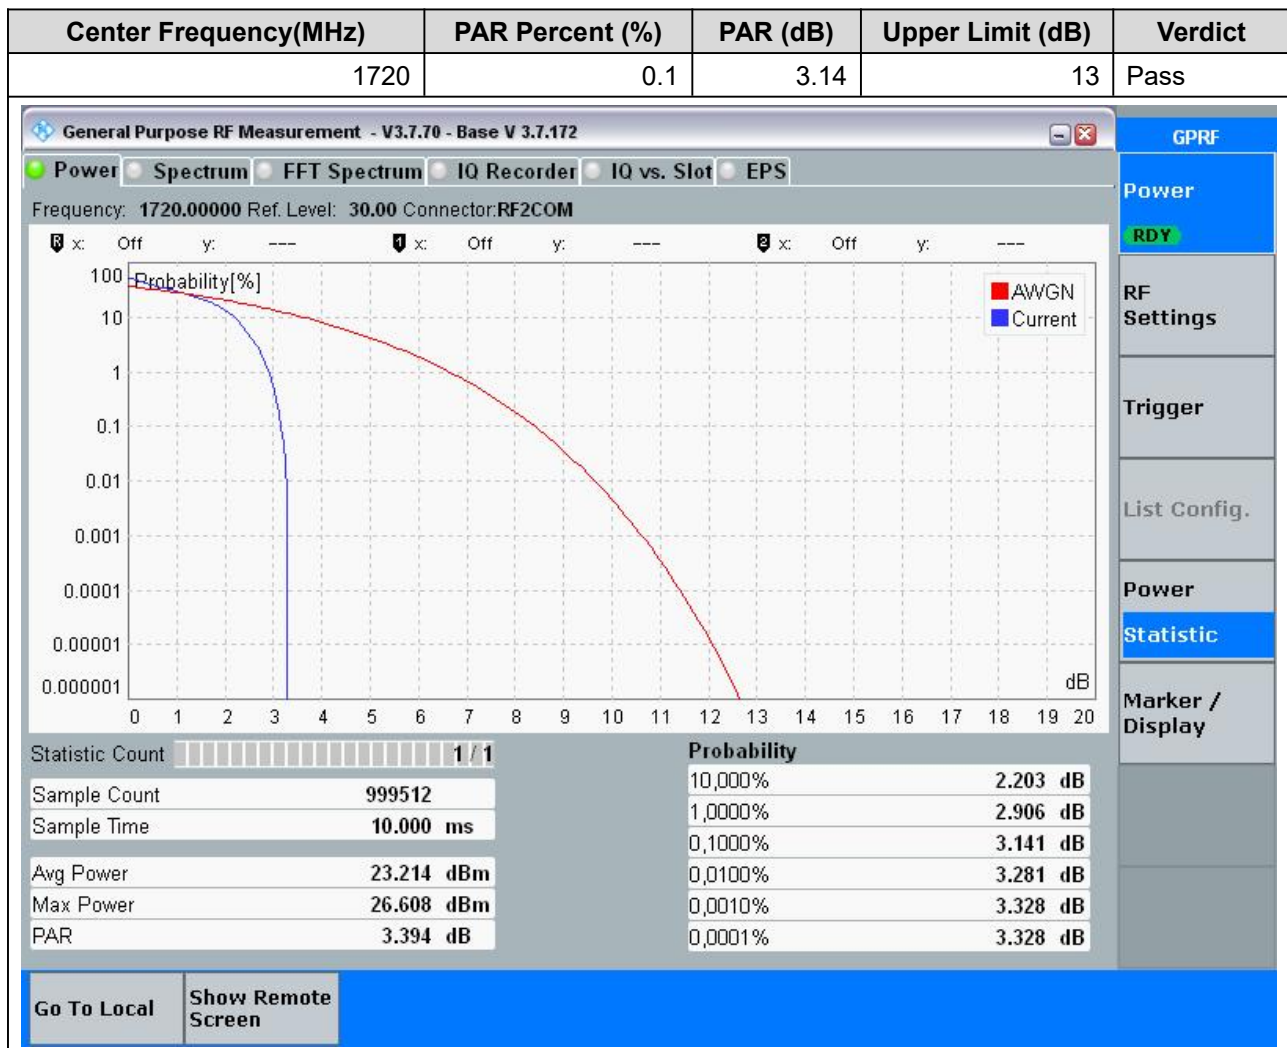 Center Frequency(MHz) PAR Percent (%) PAR (dB) Upper Limit (dB) Verdict
1720 0.1 3.14 13 Pass
General Purpose RF Measurement - V3.7.70 - Base V 3.7.172
GPRF
Power Spectrum FFT Spectrum IQ Recorder IQ vs. Slot EPS
Power
RDY
Frequency: 1720.00000 Ref. Level: 30.00 Connector:RF2COM
R x: Off y: --- 1 x: Off y: --- 2 x: Off y: ---
Probability[%]
100
10
1
0.1
0.01
0.001
0.0001
0.00001
0.000001
AWGN
Current
dB
0 1 2 3 4 5 6 7 8 9 10 11 12 13 14 15 16 17 18 19 20
RF
Settings
Trigger
List Config.
Power
Statistic
Marker /
Display
Statistic Count 1 / 1
Sample Count 999512
Sample Time 10.000 ms
Avg Power 23.214 dBm
Max Power 26.608 dBm
PAR 3.394 dB
Probability
10,000% 2.203 dB
1,0000% 2.906 dB
0,1000% 3.141 dB
0,0100% 3.281 dB
0,0010% 3.328 dB
0,0001% 3.328 dB
Go To Local
Show Remote
Screen